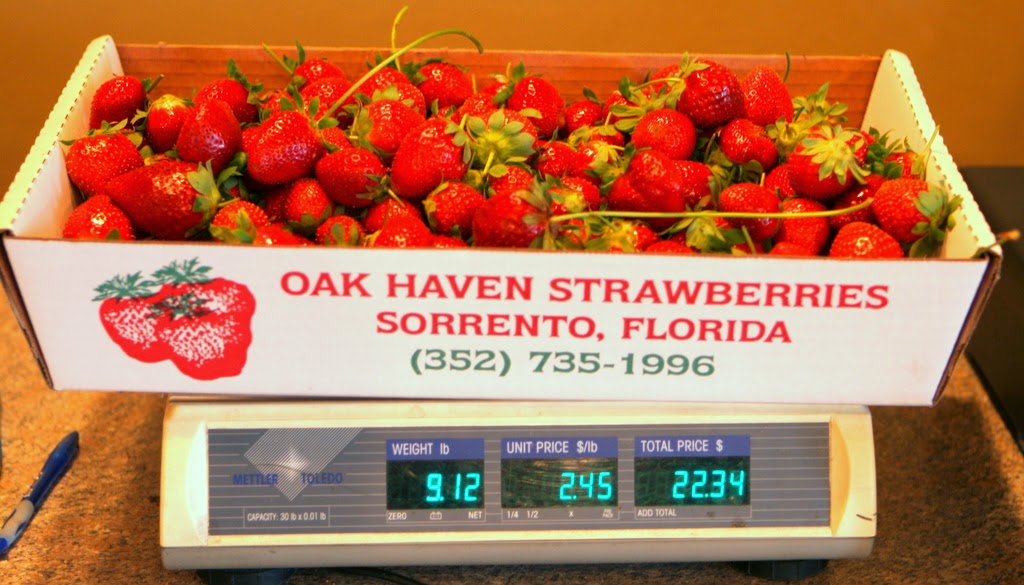 OAK HAVEN STRAWBERRIES
SORRENTO, FLORIDA
(352) 735-1996
METTLER TOLEDO
CAPACITY: 30 lb x 0.01 lb
WEIGHT lb
9.12
ZERO NET
UNIT PRICE $/lb
2.45
1/4 1/2 x
TOTAL PRICE $
22.34
ADD TOTAL